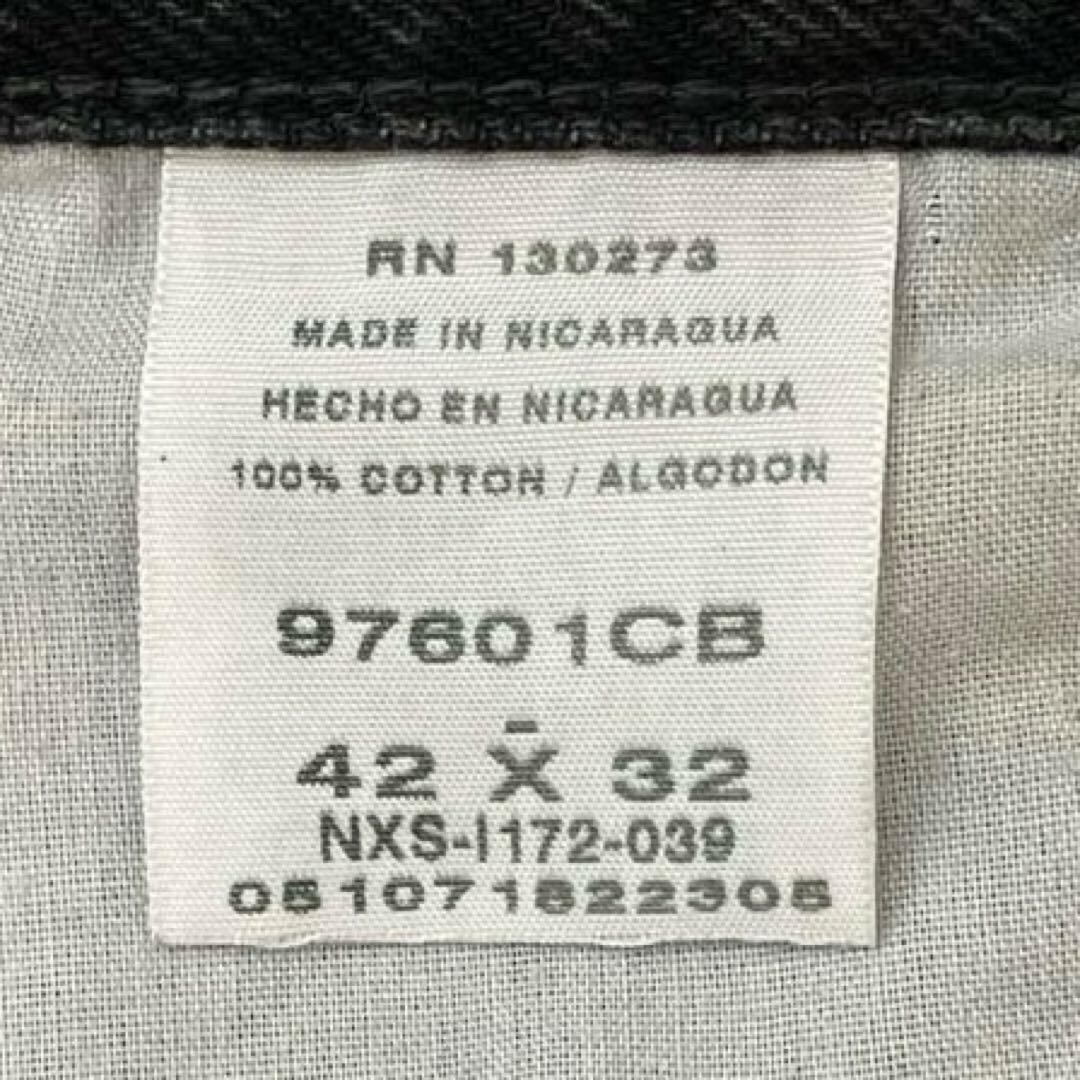 RN 130273
MADE IN NICARAGUA
HECHO EN NICARAGUA
100% COTTON / ALGODON
97601CB
-
42 X 32
NXS-I172-039
051071822305